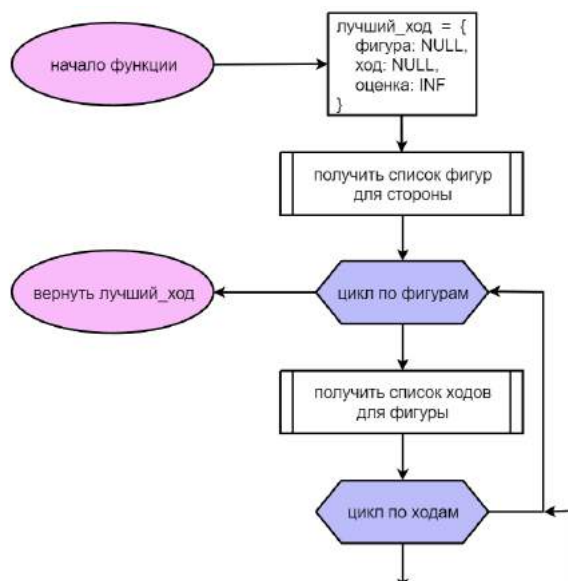 начало функции
лучший_ход = {
фигура: NULL,
ход: NULL,
оценка: INF
}
получить список фигур
для стороны
вернуть лучший_ход
цикл по фигурам
получить список ходов
для фигуры
цикл по ходам